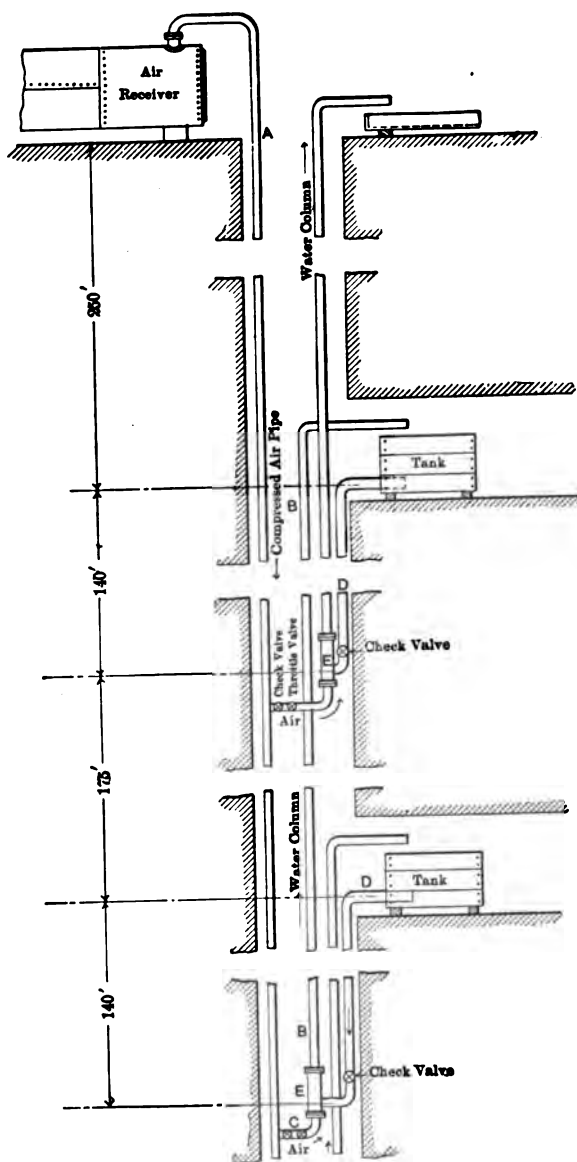 Air
Receiver
A
Water Column
250'
Compressed Air Pipe
B
Tank
140'
D
Check Valve
Throttle Valve
E
Check Valve
Air
175'
Water Column
D
Tank
140'
B
E
Check Valve
C
Air